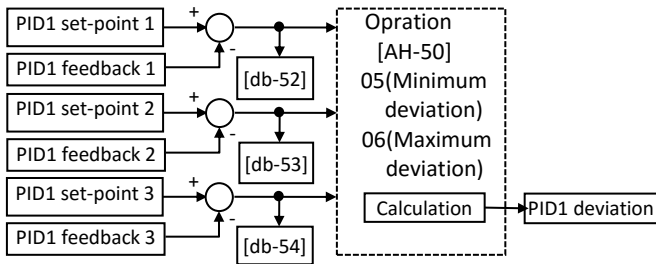 PID1 set-point 1
+
-
PID1 feedback 1
[db-52]
PID1 set-point 2
+
-
PID1 feedback 2
[db-53]
PID1 set-point 3
+
-
PID1 feedback 3
[db-54]
Opration
[AH-50]
05(Minimum
deviation)
06(Maximum
deviation)
Calculation
PID1 deviation